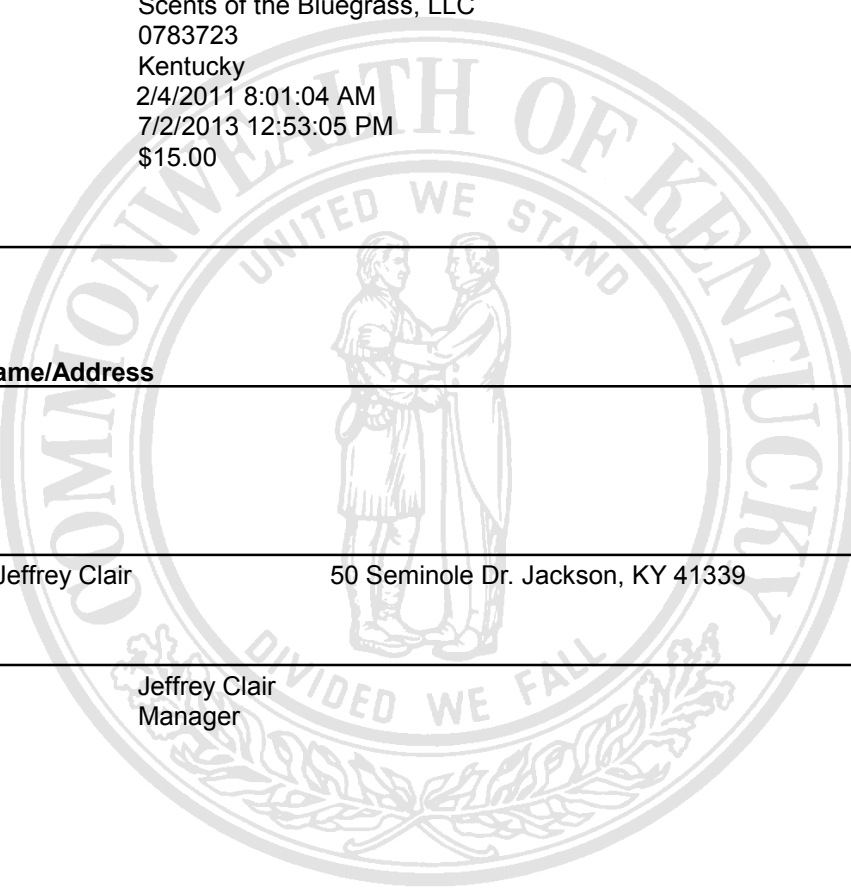 Scents of the Bluegrass, LLC
0783723
Kentucky
2/4/2011 8:01:04 AM
7/2/2013 12:53:05 PM
$15.00
COMMONWEALTH OF KENTUCKY
UNITED WE STAND
ame/Address
Jeffrey Clair 50 Seminole Dr. Jackson, KY 41339
DIVIDED WE FALL
Jeffrey Clair
Manager